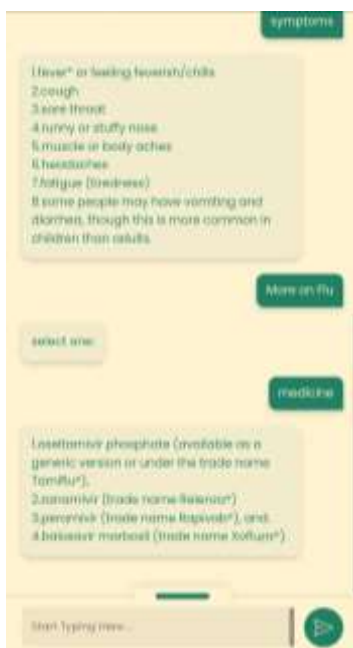 symptoms
1.fever* or feeling feverish/chills
2.cough
3.sore throat
4.runny or stuffy nose
5.muscle or body aches
6.headaches
7.fatigue (tiredness)
8.some people may have vomiting and
diarrhea, though this is more common in
children than adults.
More on Flu
select one:
medicine
1.oseltamivir phosphate (available as a
generic version or under the trade name
Tamiflu®),
2.zanamivir (trade name Relenza®)
3.peramivir (trade name Rapivab®), and
4.baloxavir marboxil (trade name Xofluza®)
Start Typing Here...